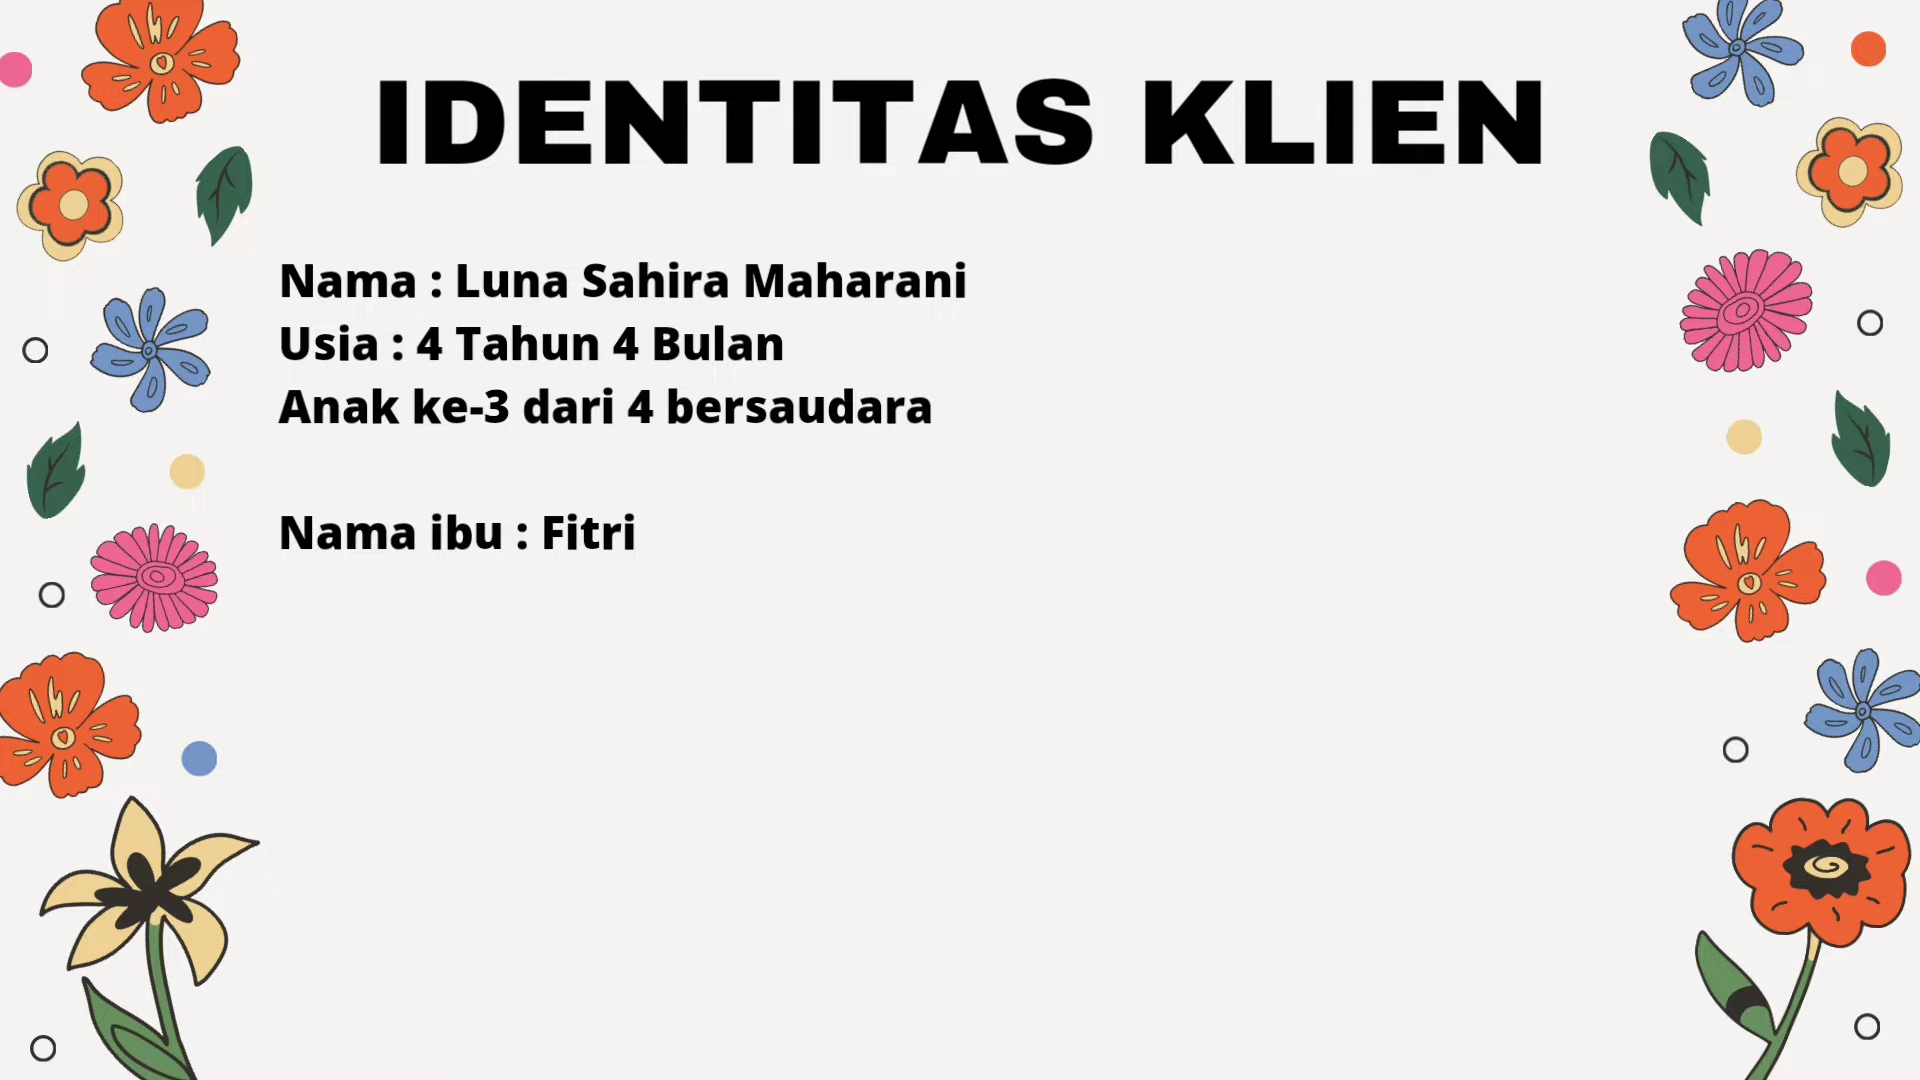 IDENTITAS KLIEN
Nama : Luna Sahira Maharani
Usia : 4 Tahun 4 Bulan
Anak ke-3 dari 4 bersaudara
Nama ibu : Fitri